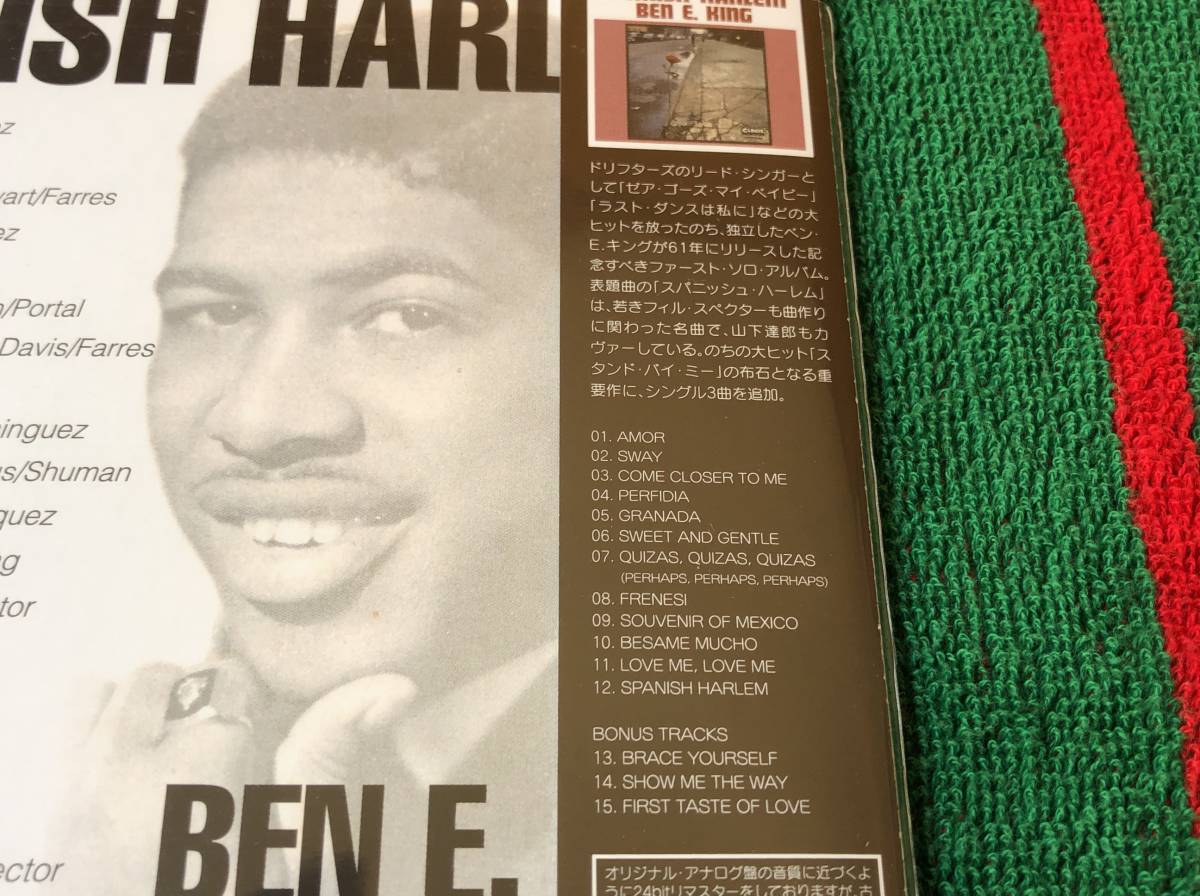 ISH HARL
ez
vart/Farres
ez
n/Portal
Davis/Farres
minguez
us/Shuman
guez
ng
tor
BEN E.
ector
BEN E. KING
ドリフターズのリード・シンガーと
して「ゼア・ゴーズ・マイ・ベイビー」
「ラスト・ダンスは私に」などの大
ヒットを放ったのち、独立したベン・
E.キングが61年にリリースした記
念すべきファースト・ソロ・アルバム。
表題曲の「スパニッシュ・ハーレム」
は、若きフィル・スペクターも曲作り
に関わった名曲で、山下達郎もカ
ヴァーしている。のちの大ヒット「ス
タンド・バイ・ミー」の布石となる重
要作に、シングル3曲を追加。
01. AMOR
02. SWAY
03. COME CLOSER TO ME
04. PERFIDIA
05. GRANADA
06. SWEET AND GENTLE
07. QUIZAS, QUIZAS, QUIZAS
(PERHAPS, PERHAPS, PERHAPS)
08. FRENESI
09. SOUVENIR OF MEXICO
10. BESAME MUCHO
11. LOVE ME, LOVE ME
12. SPANISH HARLEM
BONUS TRACKS
13. BRACE YOURSELF
14. SHOW ME THE WAY
15. FIRST TASTE OF LOVE
オリジナル・アナログ盤の音質に近づくよ
うに24bitリマスターをしておりますが、古